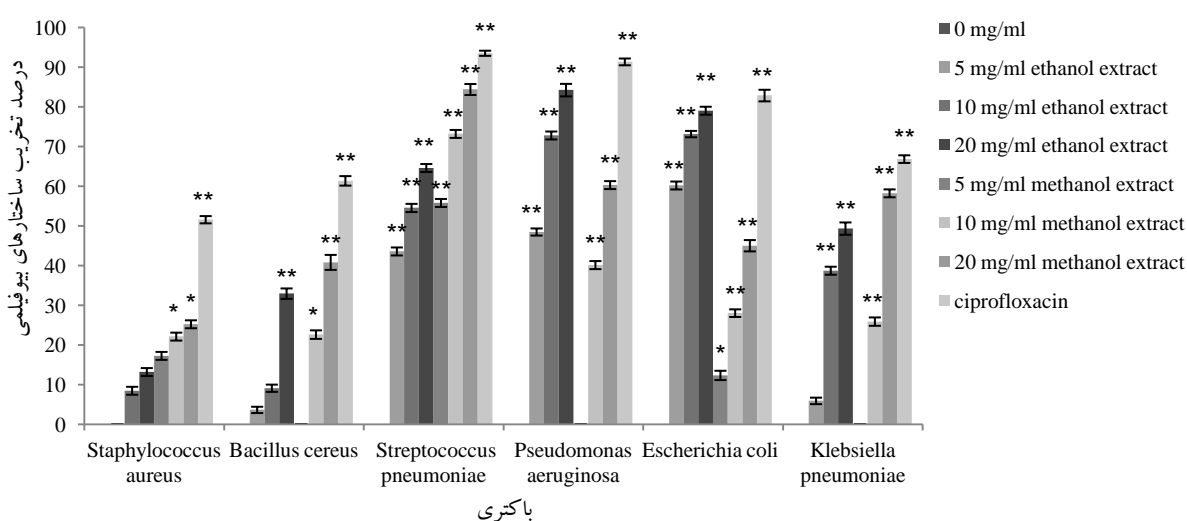 درصد تخریب ساختارهای بیوفیلمی
100
90
80
70
60
50
40
30
20
10
0
** ** ** ** ** ** ** ** ** ** ** ** ** ** ** ** ** ** ** ** ** ** ** ** ** * * * *
Staphylococcus aureus
Bacillus cereus
Streptococcus pneumoniae
Pseudomonas aeruginosa
Escherichia coli
Klebsiella pneumoniae
باکتری
0 mg/ml
5 mg/ml ethanol extract
10 mg/ml ethanol extract
20 mg/ml ethanol extract
5 mg/ml methanol extract
10 mg/ml methanol extract
20 mg/ml methanol extract
ciprofloxacin